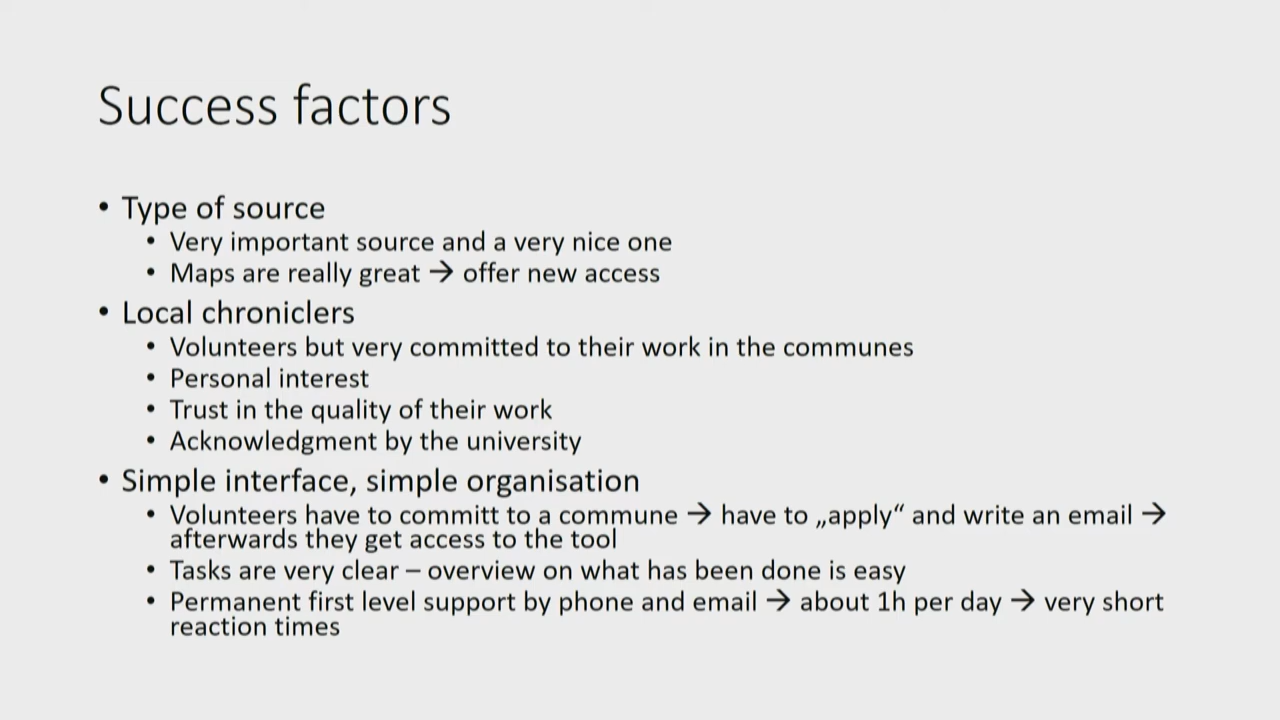 Success factors
• Type of source
• Very important source and a very nice one
• Maps are really great → offer new access
• Local chroniclers
• Volunteers but very committed to their work in the communes
• Personal interest
• Trust in the quality of their work
• Acknowledgment by the university
• Simple interface, simple organisation
• Volunteers have to committ to a commune → have to „apply“ and write an email →
afterwards they get access to the tool
• Tasks are very clear – overview on what has been done is easy
• Permanent first level support by phone and email → about 1h per day → very short
reaction times